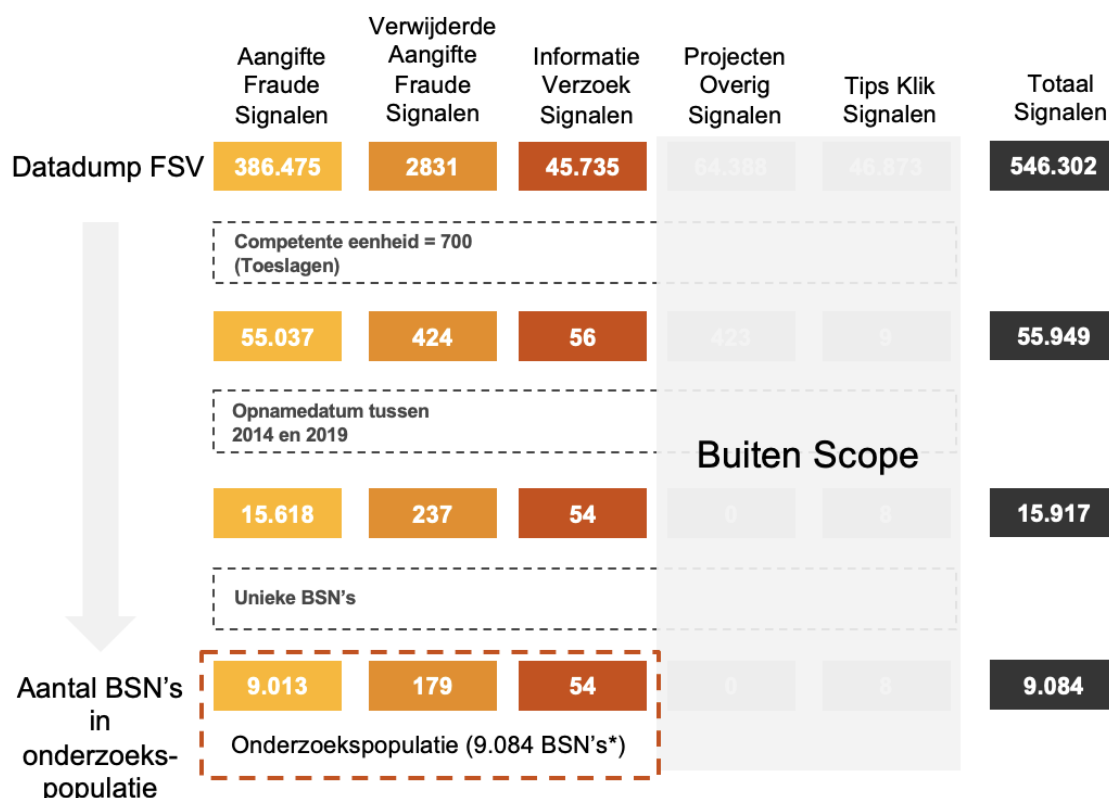 Aangifte
Fraude
Signalen
Verwijderde
Aangifte
Fraude
Signalen
Informatie
Verzoek
Signalen
Projecten
Overig
Signalen
Tips Klik
Signalen
Totaal
Signalen
Datadump FSV
386.475
2831
45.735
64.388
46.873
546.302
Competente eenheid = 700
(Toeslagen)
55.037
424
56
423
9
55.949
Opnamedatum tussen
2014 en 2019
Buiten Scope
15.618
237
54
0
8
15.917
Unieke BSN's
Aantal BSN's
in
onderzoeks-
populatie
9.013
179
54
0
8
9.084
Onderzoekspopulatie (9.084 BSN's*)